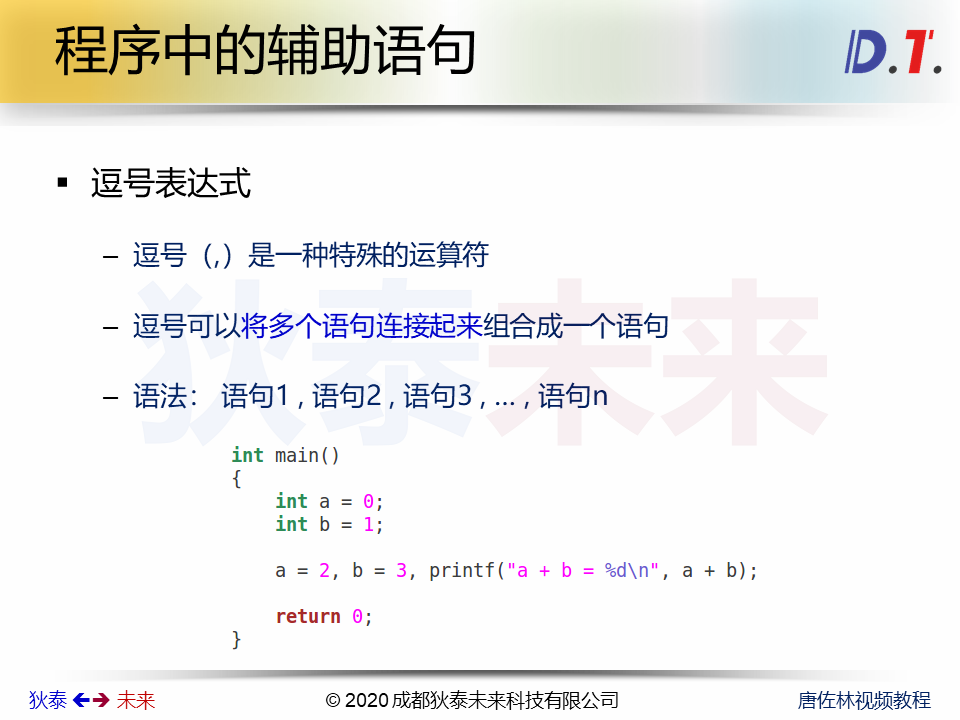 程序中的辅助语句
D.T.
逗号表达式
– 逗号（,）是一种特殊的运算符
– 逗号可以将多个语句连接起来组合成一个语句
– 语法： 语句1 , 语句2 , 语句3 , … , 语句n
狄泰未来
int main()
{
    int a = 0;
    int b = 1;
    a = 2, b = 3, printf("a + b = %d\n", a + b);
    return 0;
}
狄泰 未来
© 2020 成都狄泰未来科技有限公司
唐佐林视频教程